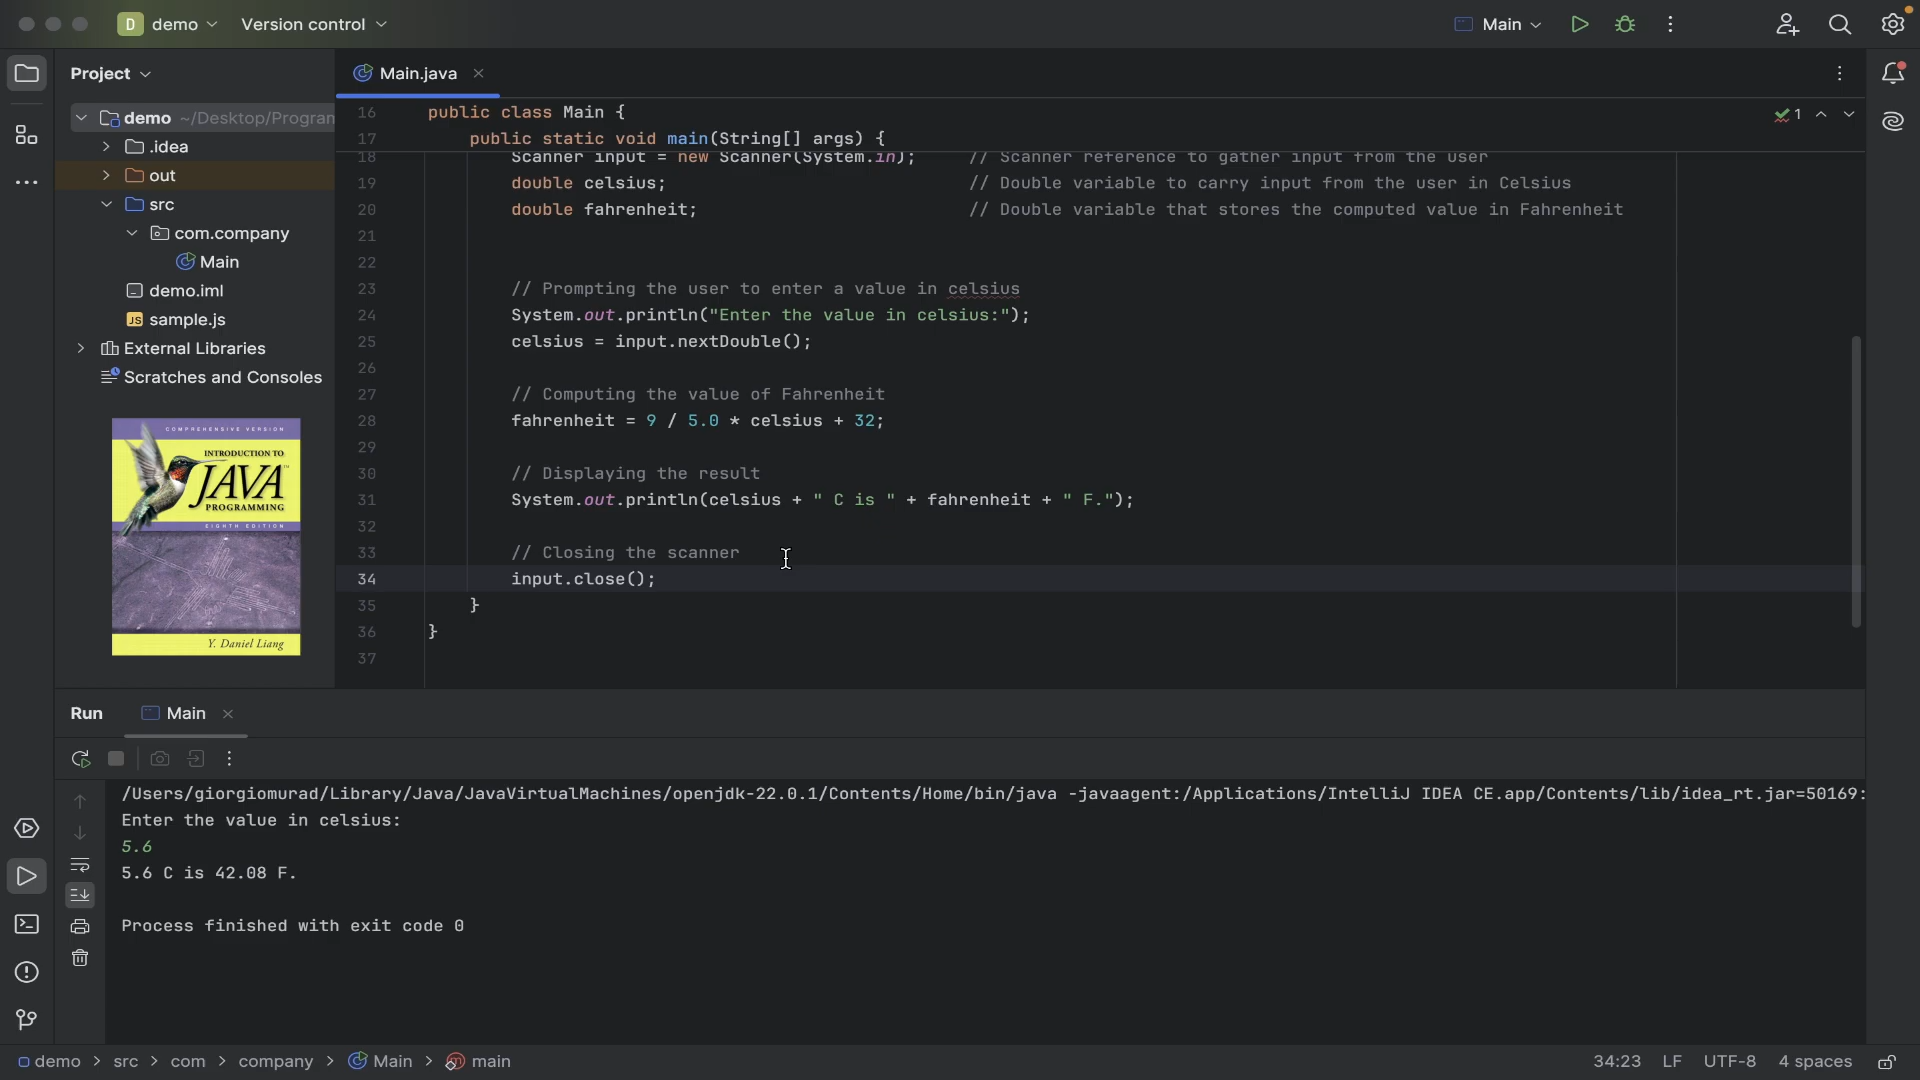 D demo Version control Main
Project
demo ~/Desktop/Program
.idea
out
src
com.company
Main
demo.iml
JS sample.js
External Libraries
Scratches and Consoles
COMPREHENSIVE VERSION
INTRODUCTION TO
JAVA™
PROGRAMMING
EIGHTH EDITION
Y. Daniel Liang
Main.java
1
16 public class Main {
17 public static void main(String[] args) {
18 Scanner input = new Scanner(System.in); // Scanner reference to gather input from the user
19 double celsius; // Double variable to carry input from the user in Celsius
20 double fahrenheit; // Double variable that stores the computed value in Fahrenheit
21
22
23 // Prompting the user to enter a value in celsius
24 System.out.println("Enter the value in celsius:");
25 celsius = input.nextDouble();
26
27 // Computing the value of Fahrenheit
28 fahrenheit = 9 / 5.0 * celsius + 32;
29
30 // Displaying the result
31 System.out.println(celsius + " C is " + fahrenheit + " F.");
32
33 // Closing the scanner
34 input.close();
35 }
36 }
37
Run Main
/Users/giorgiomurad/Library/Java/JavaVirtualMachines/openjdk-22.0.1/Contents/Home/bin/java -javaagent:/Applications/IntelliJ IDEA CE.app/Contents/lib/idea_rt.jar=50169:
Enter the value in celsius:
5.6
5.6 C is 42.08 F.
Process finished with exit code 0
demo > src > com > company > Main > m main
34:23 LF UTF-8 4 spaces